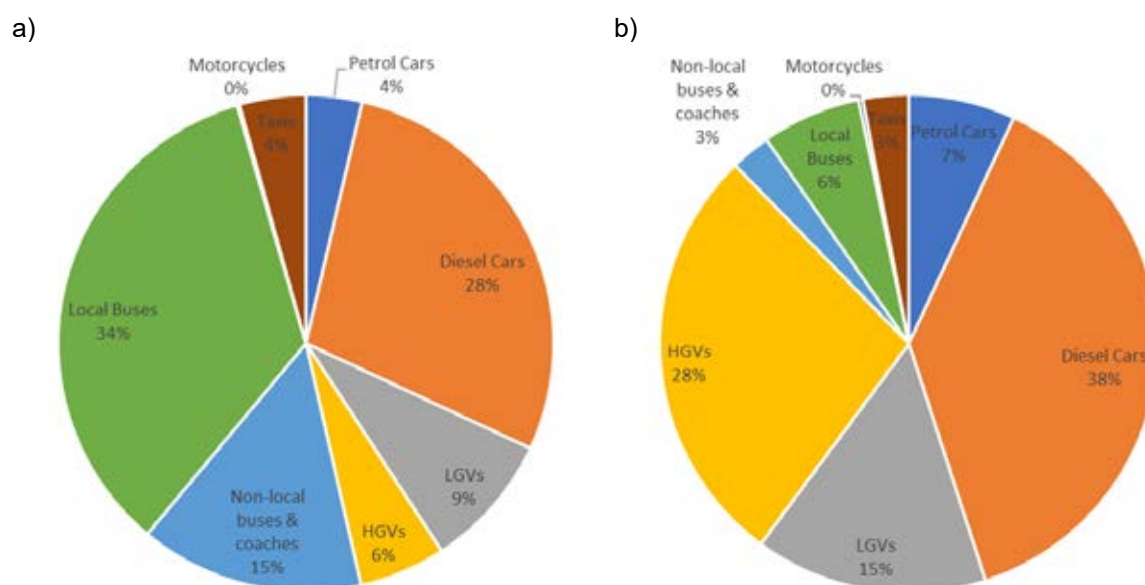 a)
Motorcycles
0%
Petrol Cars
4%
Taxis
4%
Diesel Cars
28%
Local Buses
34%
LGVs
9%
Non-local
buses &
coaches
15%
HGVs
6%
b)
Non-local
buses &
coaches
3%
Motorcycles
0%
Local
Buses
6%
Taxis
3%
Petrol Cars
7%
HGVs
28%
Diesel Cars
38%
LGVs
15%